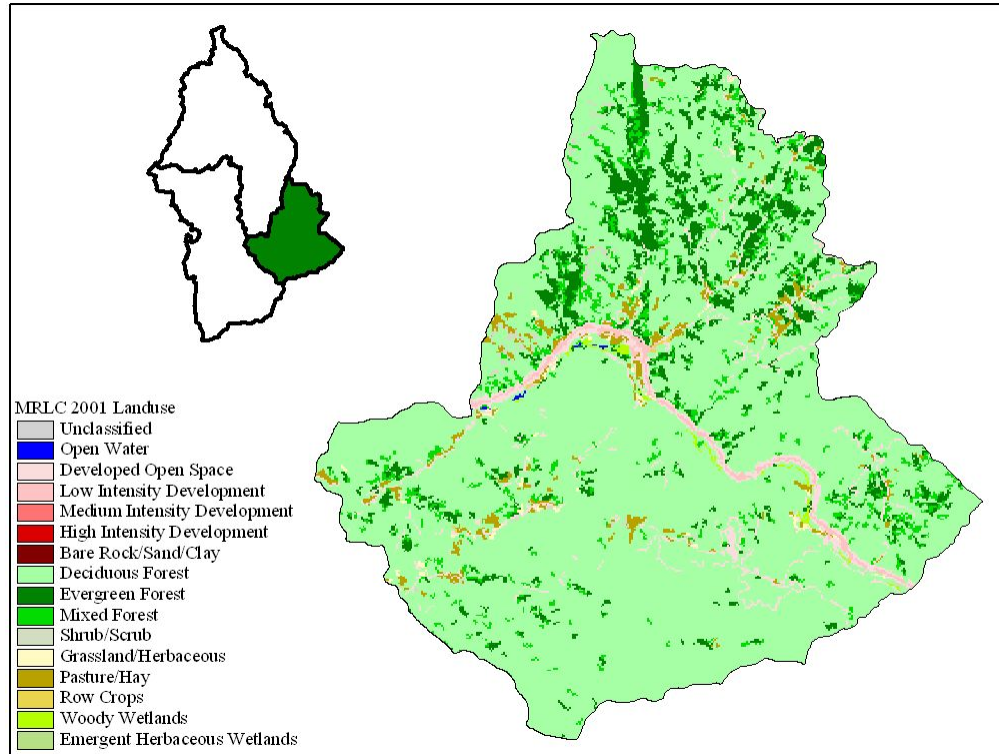 MRLC 2001 Landuse
Unclassified
Open Water
Developed Open Space
Low Intensity Development
Medium Intensity Development
High Intensity Development
Bare Rock/Sand/Clay
Deciduous Forest
Evergreen Forest
Mixed Forest
Shrub/Scrub
Grassland/Herbaceous
Pasture/Hay
Row Crops
Woody Wetlands
Emergent Herbaceous Wetlands